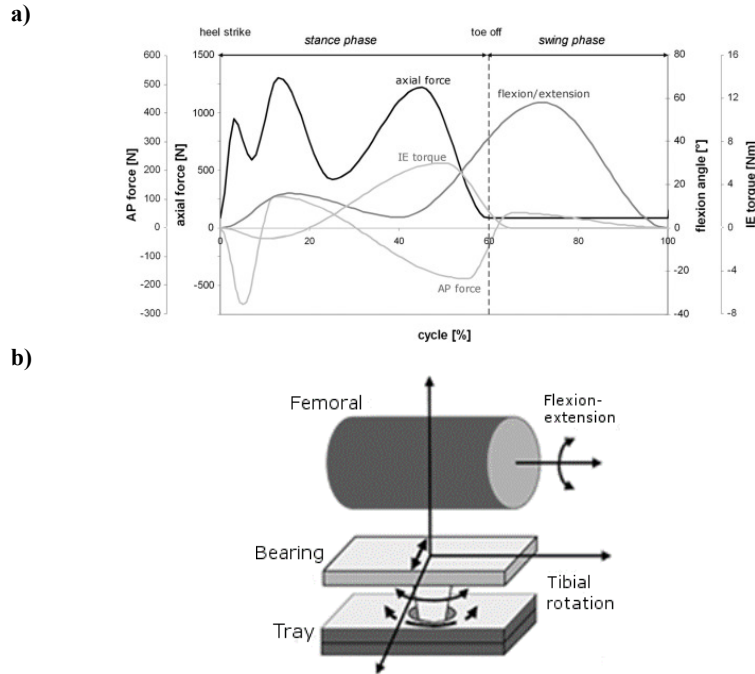 a)
heel strike
toe off
stance phase
swing phase
600 1500 80 16
500
400 1000 60 12
300
40 8
200 500
20 4
100
0 0 0 0
20 40 60 80 100
-100
-200 -500 -20 -4
-300 -40 -8
AP force [N]
axial force [N]
flexion angle [°]
IE torque [Nm]
axial force
flexion/extension
IE torque
AP force
cycle [%]
b)
Femoral
Flexion-
extension
Bearing
Tibial
rotation
Tray